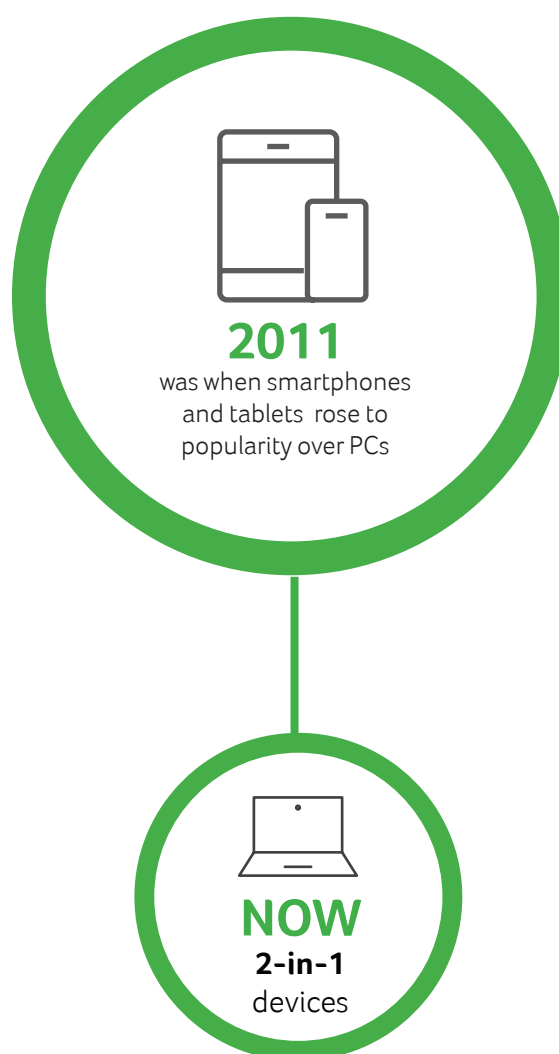 2011
was when smartphones
and tablets rose to
popularity over PCs
NOW
2-in-1
devices